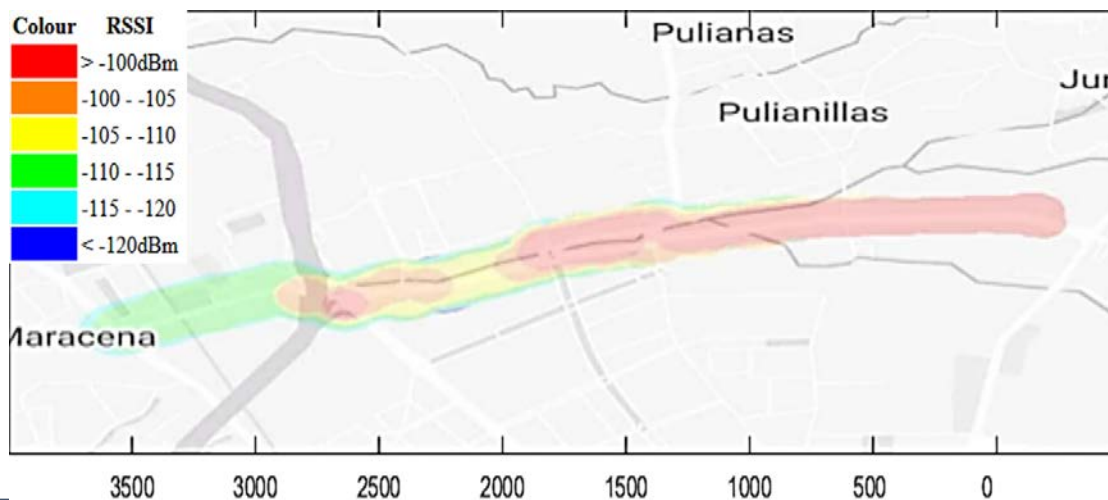 Colour RSSI
> -100dBm
-100 - -105
-105 - -110
-110 - -115
-115 - -120
< -120dBm
Pulianas
Jur
Pulianillas
Maracena
3500 3000 2500 2000 1500 1000 500 0